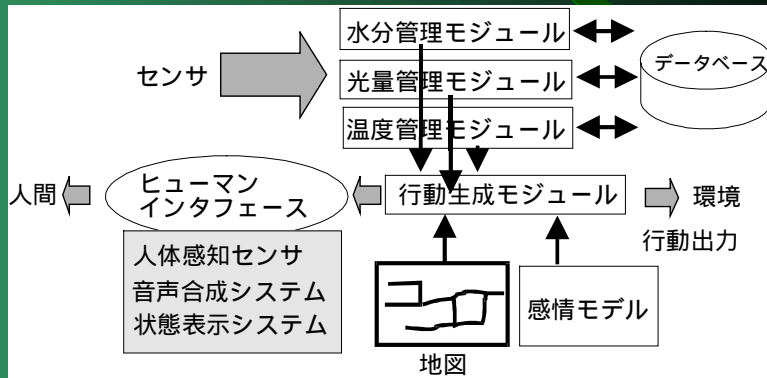 水分管理モジュール
センサ
光量管理モジュール
データベース
温度管理モジュール
人間
ヒューマン
インタフェース
行動生成モジュール
環境
行動出力
人体感知センサ
音声合成システム
状態表示システム
感情モデル
地図